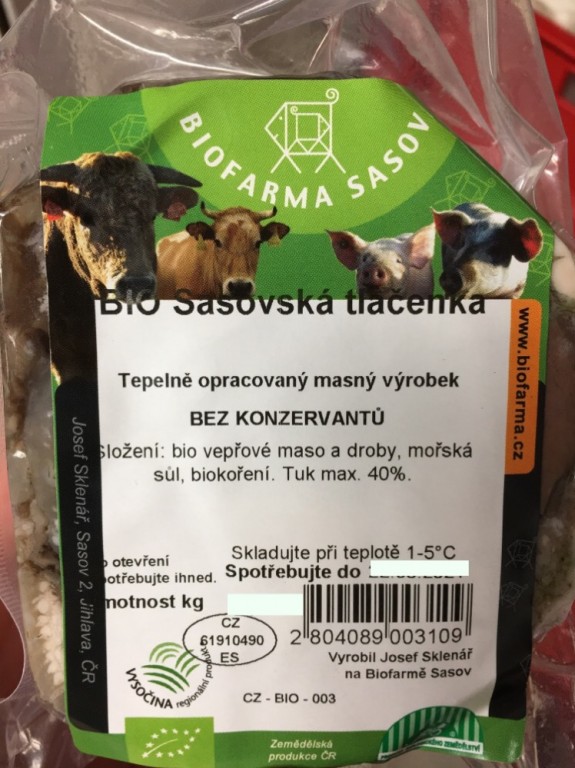 BIOFARMA SASOV
BIO Sasovská tlačenka
www.biofarma.cz
Tepelně opracovaný masný výrobek
BEZ KONZERVANTŮ
Složení: bio vepřové maso a droby, mořská
sůl, biokoření. Tuk max. 40%.
Josef Sklenář, Sasov 2, Jihlava, ČR
otevření
potřebujte ihned.
Skladujte při teplotě 1-5°C
Spotřebujte do
motnost kg
CZ
61910490
ES
2 804089 003109
Vyrobil Josef Sklenář
na Biofarmě Sasov
VYSOČINA regionální produkt
CZ - BIO - 003
Zemědělská
produkce ČR